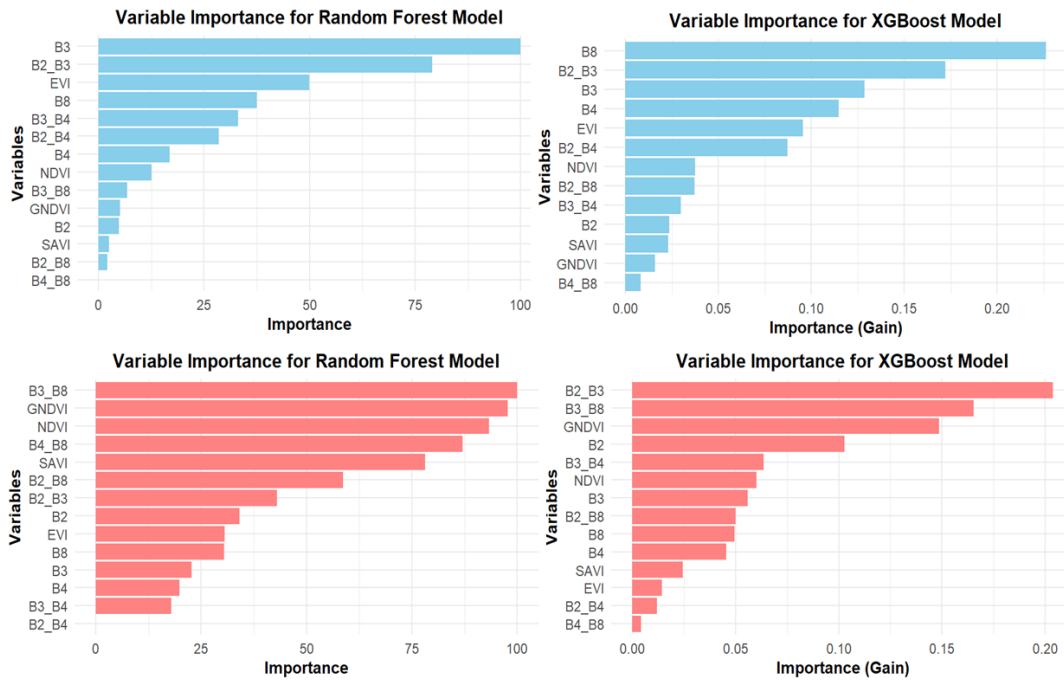 Variable Importance for Random Forest Model
Variables
B3
B2_B3
EVI
B8
B3_B4
B2_B4
B4
NDVI
B3_B8
GNDVI
B2
SAVI
B2_B8
B4_B8
0 25 50 75 100
Importance
Variable Importance for XGBoost Model
Variables
B8
B2_B3
B3
B4
EVI
B2_B4
NDVI
B2_B8
B3_B4
B2
SAVI
GNDVI
B4_B8
0.00 0.05 0.10 0.15 0.20
Importance (Gain)
Variable Importance for Random Forest Model
Variables
B3_B8
GNDVI
NDVI
B4_B8
SAVI
B2_B8
B2_B3
B2
EVI
B8
B3
B4
B3_B4
B2_B4
0 25 50 75 100
Importance
Variable Importance for XGBoost Model
Variables
B2_B3
B3_B8
GNDVI
B2
B3_B4
NDVI
B3
B2_B8
B8
B4
SAVI
EVI
B2_B4
B4_B8
0.00 0.05 0.10 0.15 0.20
Importance (Gain)